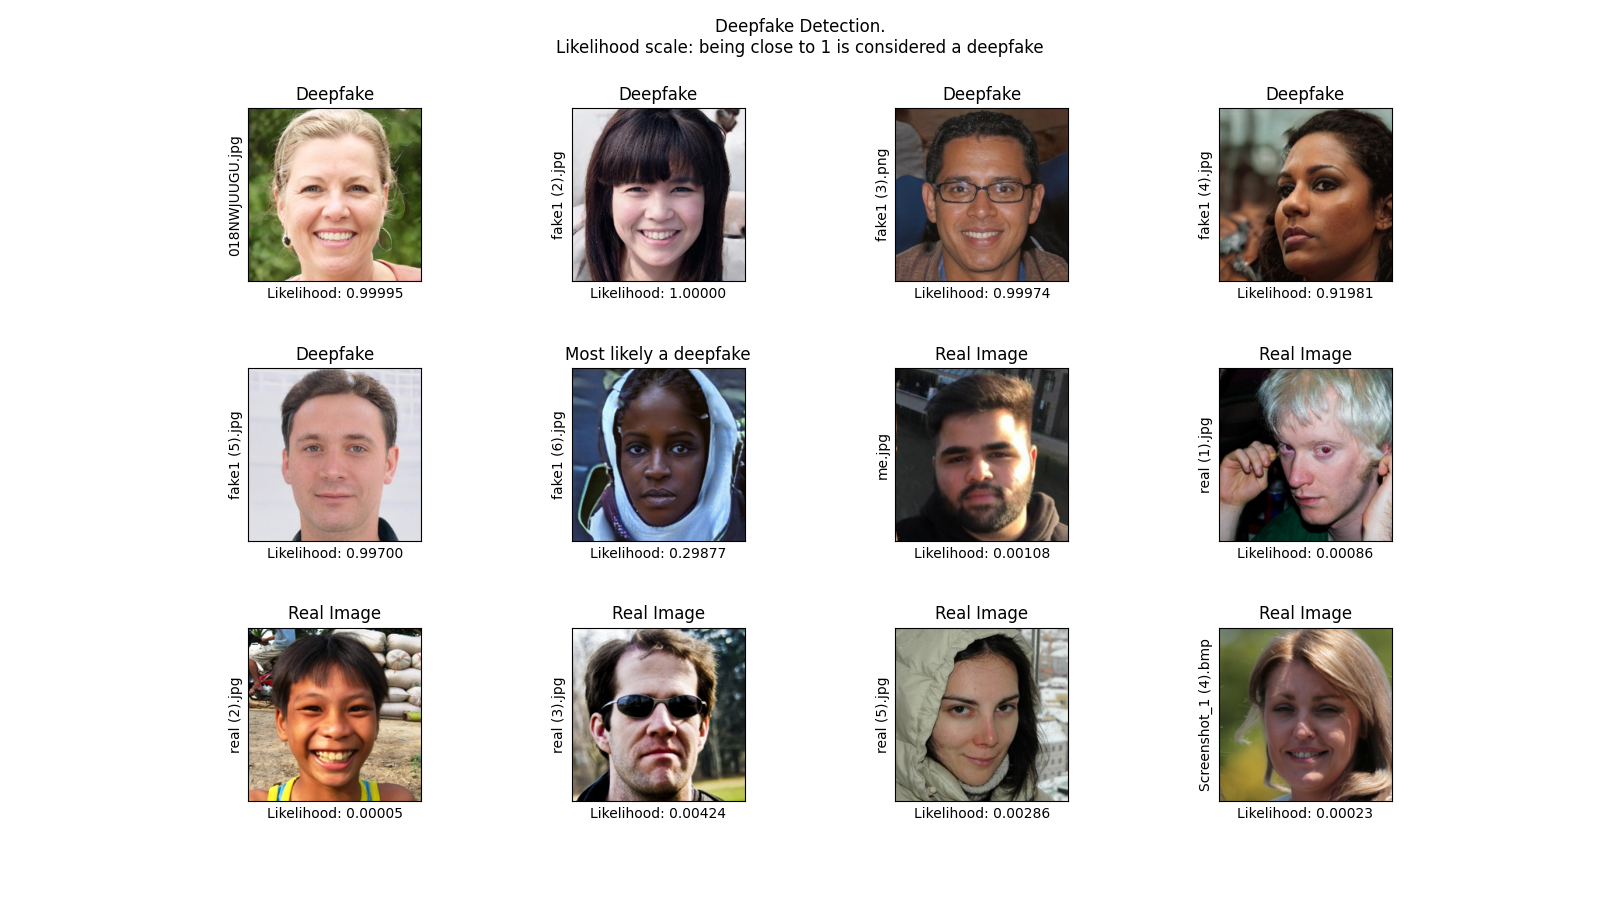 Deepfake Detection.
Likelihood scale: being close to 1 is considered a deepfake
Deepfake
018NWJUUGU.jpg
Likelihood: 0.99995
Deepfake
fake1 (2).jpg
Likelihood: 1.00000
Deepfake
fake1 (3).png
Likelihood: 0.99974
Deepfake
fake1 (4).jpg
Likelihood: 0.91981
Deepfake
fake1 (5).jpg
Likelihood: 0.99700
Most likely a deepfake
fake1 (6).jpg
Likelihood: 0.29877
Real Image
me.jpg
Likelihood: 0.00108
Real Image
real (1).jpg
Likelihood: 0.00086
Real Image
real (2).jpg
Likelihood: 0.00005
Real Image
real (3).jpg
Likelihood: 0.00424
Real Image
real (5).jpg
Likelihood: 0.00286
Real Image
Screenshot_1 (4).bmp
Likelihood: 0.00023